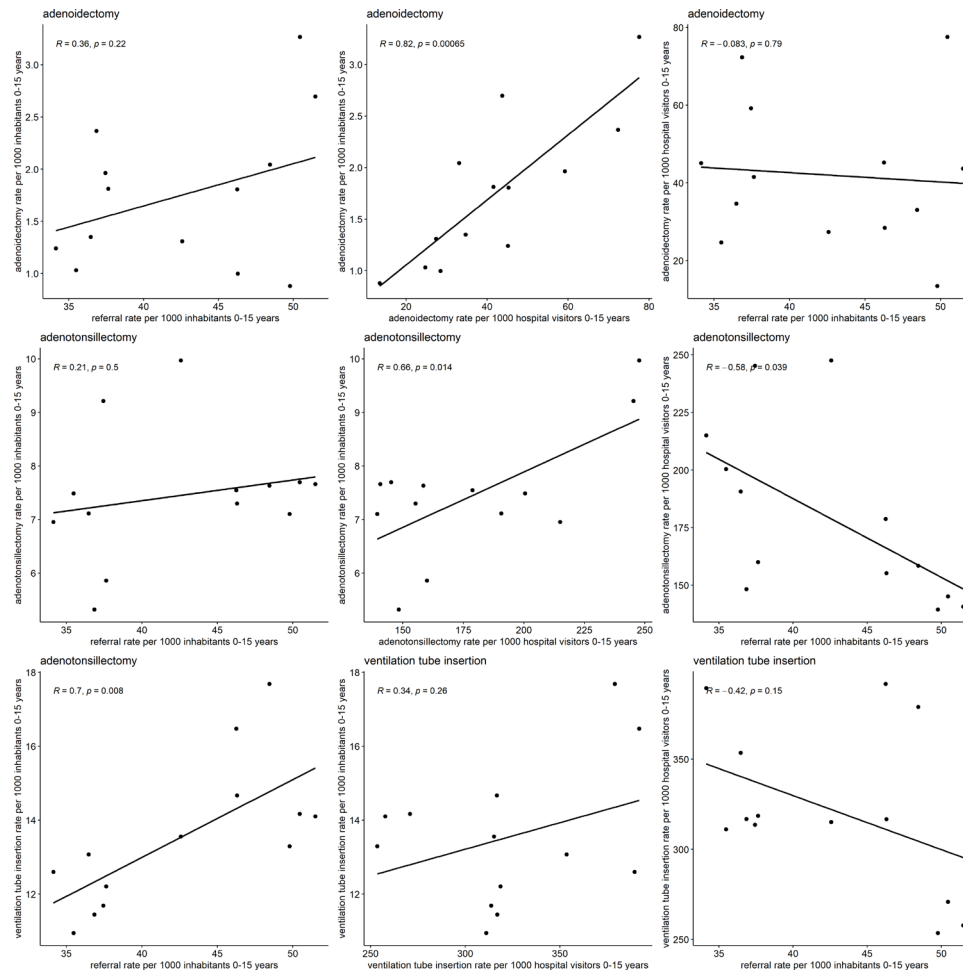 adenoidectomy
R = 0.36, p = 0.22
adenoidectomy rate per 1000 inhabitants 0-15 years
3.0
2.5
2.0
1.5
1.0
35
40
45
50
referral rate per 1000 inhabitants 0-15 years
adenoidectomy
R = 0.82, p = 0.00065
adenoidectomy rate per 1000 inhabitants 0-15 years
3.0
2.5
2.0
1.5
1.0
20
40
60
80
adenoidectomy rate per 1000 hospital visitors 0-15 years
adenoidectomy
R = −0.083, p = 0.79
adenoidectomy rate per 1000 hospital visitors 0-15 years
80
60
40
20
35
40
45
50
referral rate per 1000 inhabitants 0-15 years
adenotonsillectomy
R = 0.21, p = 0.5
adenotonsillectomy rate per 1000 inhabitants 0-15 years
10
9
8
7
6
35
40
45
50
referral rate per 1000 inhabitants 0-15 years
adenotonsillectomy
R = 0.66, p = 0.014
adenotonsillectomy rate per 1000 inhabitants 0-15 years
10
9
8
7
6
150
175
200
225
250
adenotonsillectomy rate per 1000 hospital visitors 0-15 years
adenotonsillectomy
R = −0.58, p = 0.039
adenotonsillectomy rate per 1000 hospital visitors 0-15 years
250
225
200
175
150
35
40
45
50
referral rate per 1000 inhabitants 0-15 years
adenotonsillectomy
R = 0.7, p = 0.008
ventilation tube insertion rate per 1000 inhabitants 0-15 years
18
16
14
12
35
40
45
50
referral rate per 1000 inhabitants 0-15 years
ventilation tube insertion
R = 0.34, p = 0.26
ventilation tube insertion rate per 1000 inhabitants 0-15 years
18
16
14
12
250
300
350
ventilation tube insertion rate per 1000 hospital visitors 0-15 years
ventilation tube insertion
R = −0.42, p = 0.15
ventilation tube insertion rate per 1000 hospital visitors 0-15 years
350
300
250
35
40
45
50
referral rate per 1000 inhabitants 0-15 years